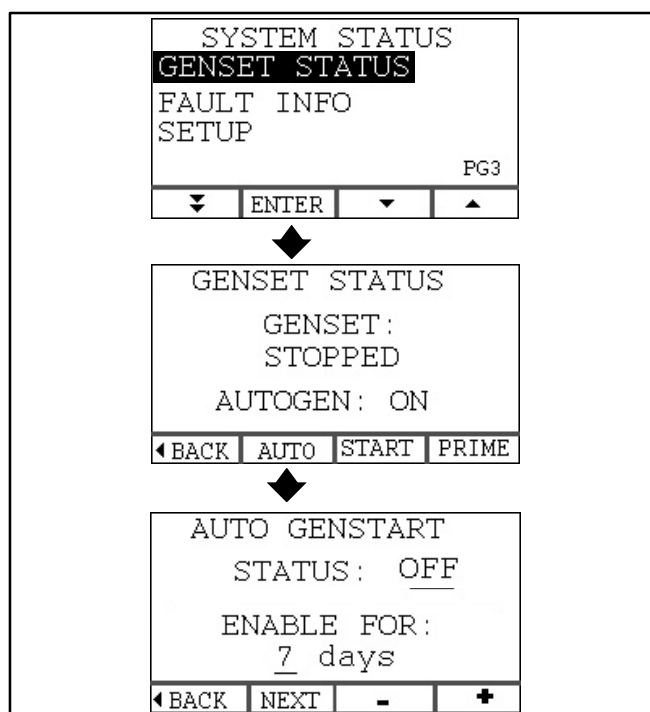 SYSTEM STATUS
GENSET STATUS
FAULT INFO
SETUP
PG3
ENTER
GENSET STATUS
GENSET:
STOPPED
AUTOGEN: ON
BACK AUTO START PRIME
AUTO GENSTART
STATUS: OFF
ENABLE FOR:
7 days
BACK NEXT - +